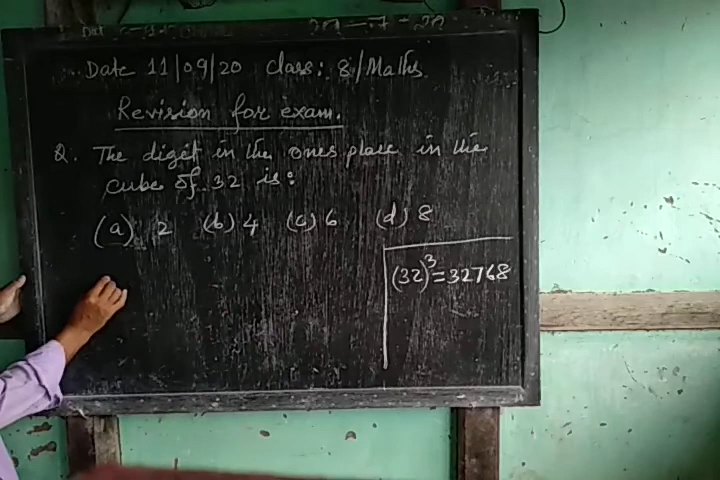 Date 11/09/20 class: 8/Maths
Revision for exam.
Q. The digit in the ones place in the
cube of 32 is:
(a) 2 (b) 4 (c) 6 (d) 8
(32)³=32768